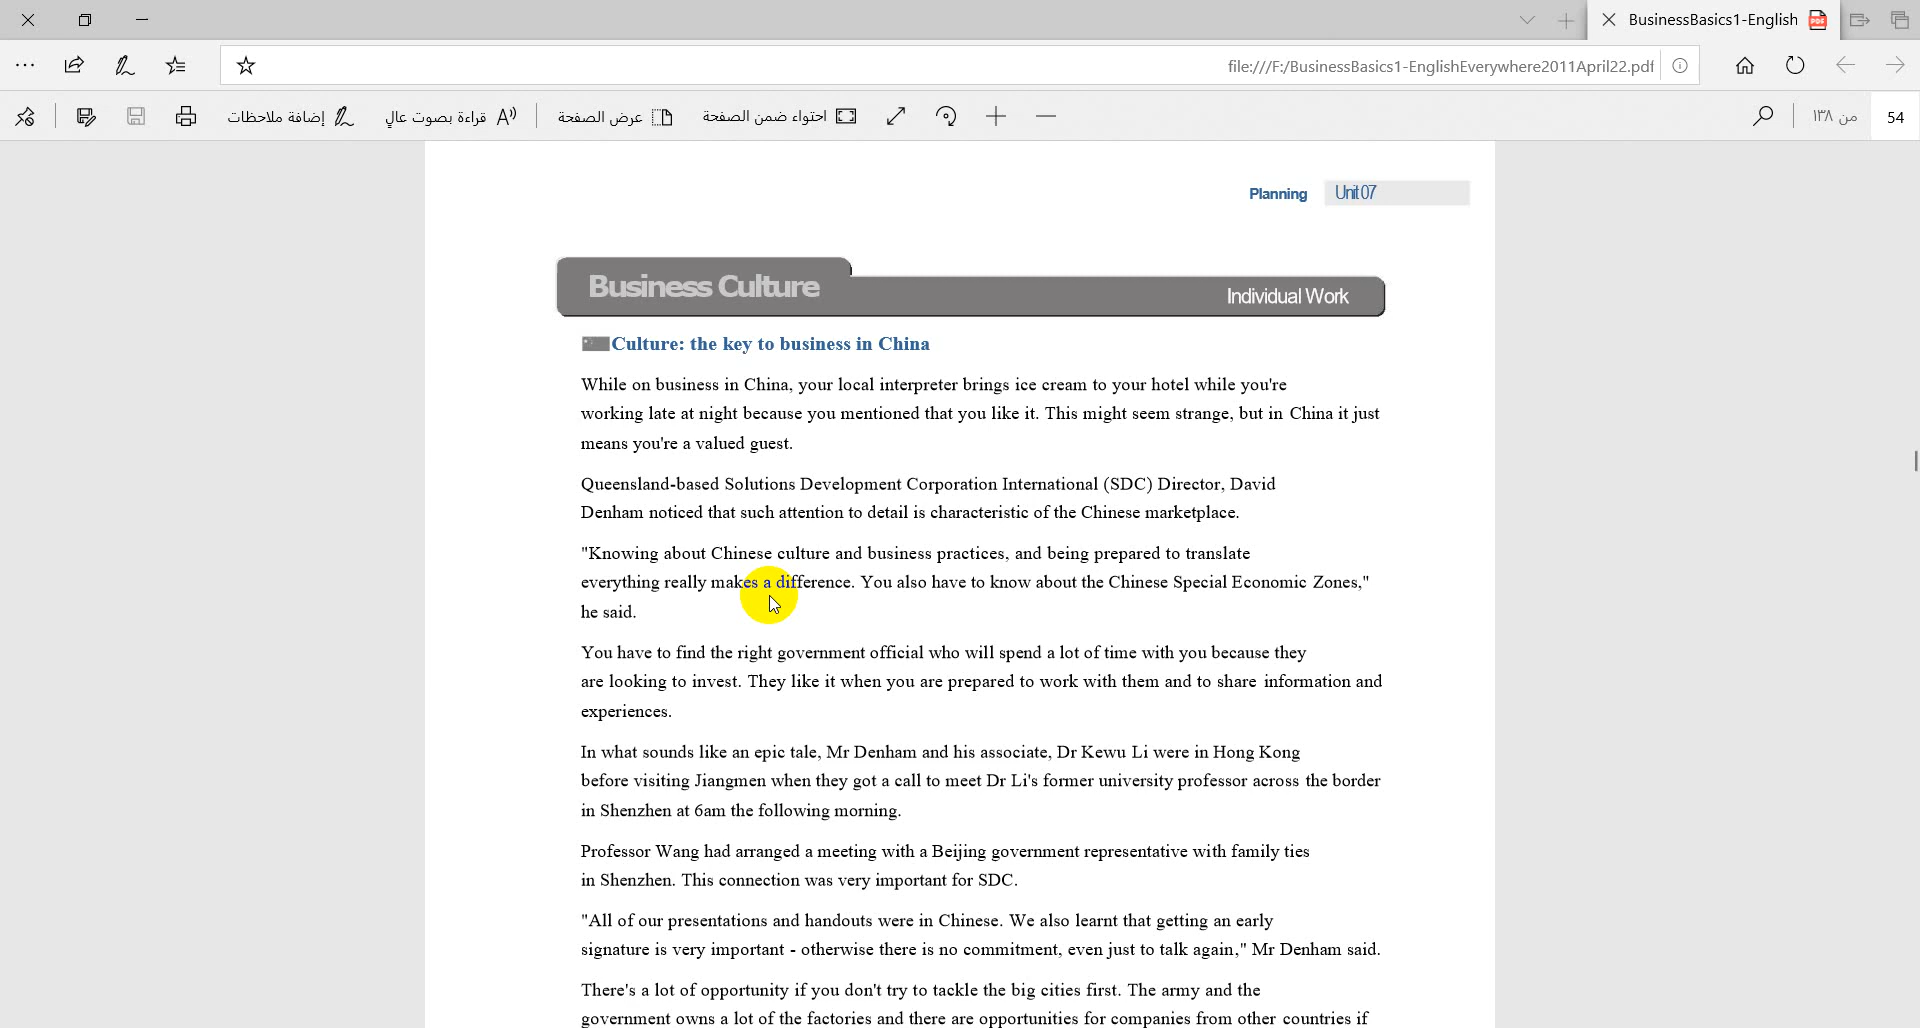 BusinessBasics1-English
file:///F:/BusinessBasics1-EnglishEverywhere2011April22.pdf
54 من ١٣٨ احتواء ضمن الصفحة عرض الصفحة قراءة بصوت عالٍ إضافة ملاحظات
Planning Unit 07
Business Culture
Individual Work
Culture: the key to business in China
While on business in China, your local interpreter brings ice cream to your hotel while you're
working late at night because you mentioned that you like it. This might seem strange, but in China it just
means you're a valued guest.
Queensland-based Solutions Development Corporation International (SDC) Director, David
Denham noticed that such attention to detail is characteristic of the Chinese marketplace.
"Knowing about Chinese culture and business practices, and being prepared to translate
everything really makes a difference. You also have to know about the Chinese Special Economic Zones,"
he said.
You have to find the right government official who will spend a lot of time with you because they
are looking to invest. They like it when you are prepared to work with them and to share information and
experiences.
In what sounds like an epic tale, Mr Denham and his associate, Dr Kewu Li were in Hong Kong
before visiting Jiangmen when they got a call to meet Dr Li's former university professor across the border
in Shenzhen at 6am the following morning.
Professor Wang had arranged a meeting with a Beijing government representative with family ties
in Shenzhen. This connection was very important for SDC.
"All of our presentations and handouts were in Chinese. We also learnt that getting an early
signature is very important - otherwise there is no commitment, even just to talk again," Mr Denham said.
There's a lot of opportunity if you don't try to tackle the big cities first. The army and the
government owns a lot of the factories and there are opportunities for companies from other countries if